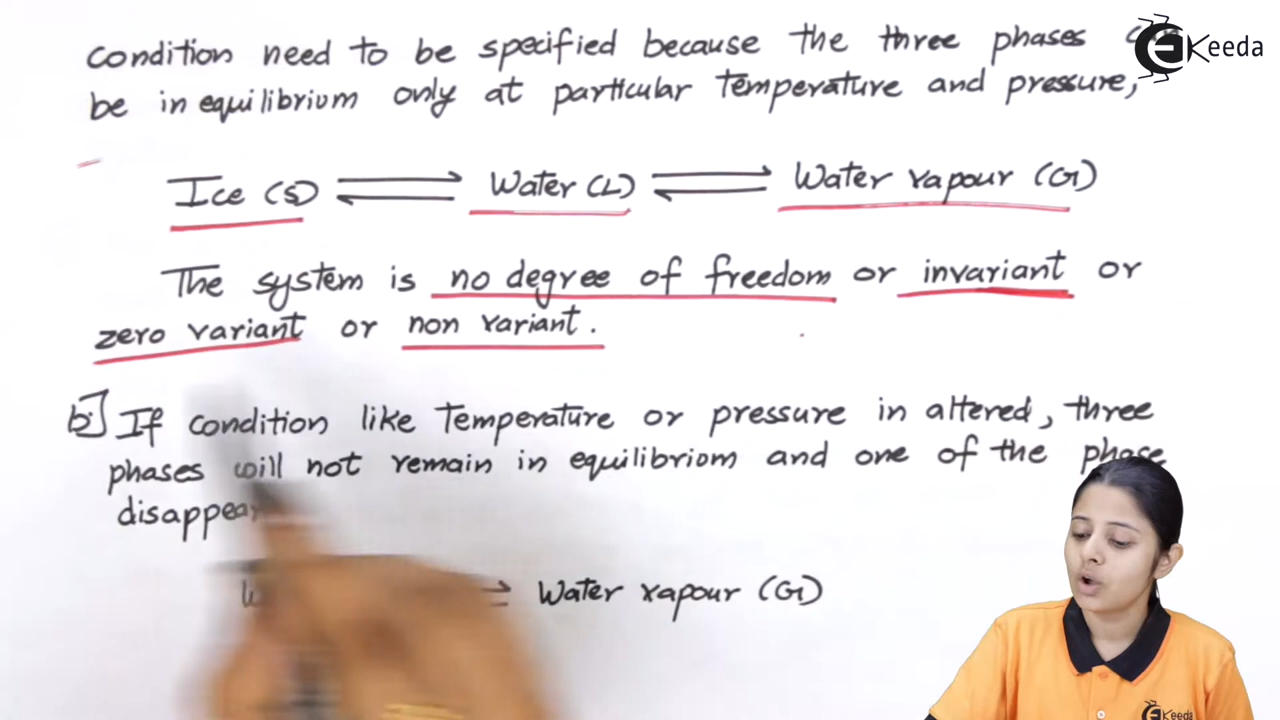 condition need to be specified because the three phases
be in equilibrium only at particular Temperature and pressure,
Ice (S) ⇌ Water (L) ⇌ Water vapour (G)
The system is no degree of freedom or invariant or
zero variant or non variant.
b] If condition like Temperature or pressure in altered, three
phases will not remain in equilibriom and one of the phase
disappear
⇌ Water vapour (G)
Keeda
Keeda